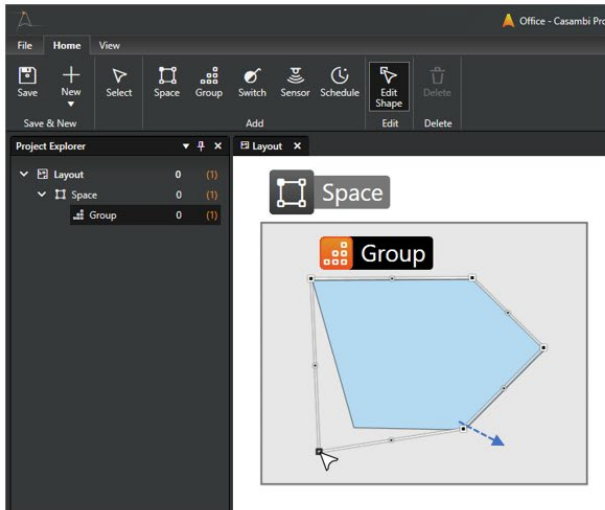 Office - Casambi Pro
File Home View
Save New Select Space Group Switch Sensor Schedule Edit Shape Delete
Save & New Add Edit Delete
Project Explorer
Layout
Layout 0 (1)
Space 0 (1)
Group 0 (1)
Space
Group